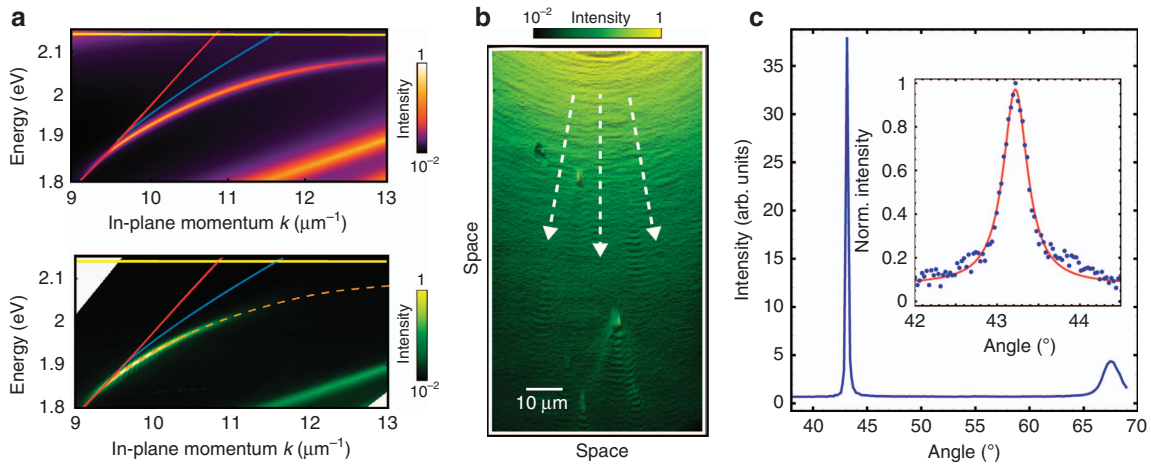 a
Energy (eV)
2.1
2
1.9
1.8
9
10
11
12
13
In-plane momentum k (μm⁻¹)
1
Intensity
10⁻²
Energy (eV)
2.1
2
1.9
1.8
9
10
11
12
13
In-plane momentum k (μm⁻¹)
1
Intensity
10⁻²
b
10⁻² Intensity 1
Space
10 μm
Space
c
Intensity (arb. units)
35
30
25
20
15
10
5
0
40
45
50
55
60
65
70
Angle (°)
Norm. intensity
1
0.8
0.6
0.4
0.2
0
42
43
44
Angle (°)